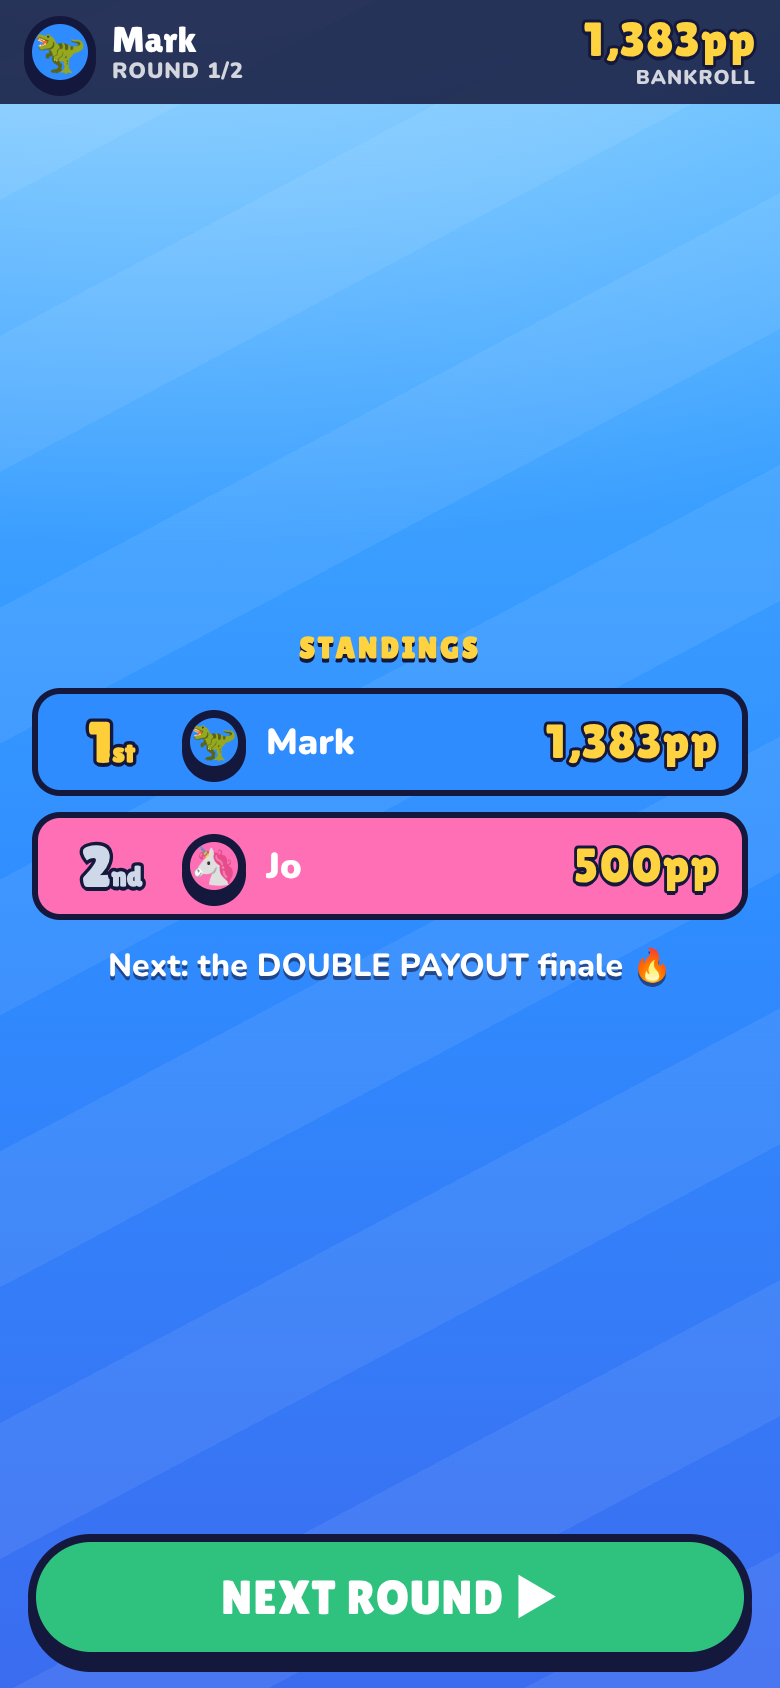 Mark
ROUND 1/2
1,383pp
BANKROLL
STANDINGS
1st Mark 1,383pp
2nd Jo 500pp
Next: the DOUBLE PAYOUT finale 🔥
NEXT ROUND ▶